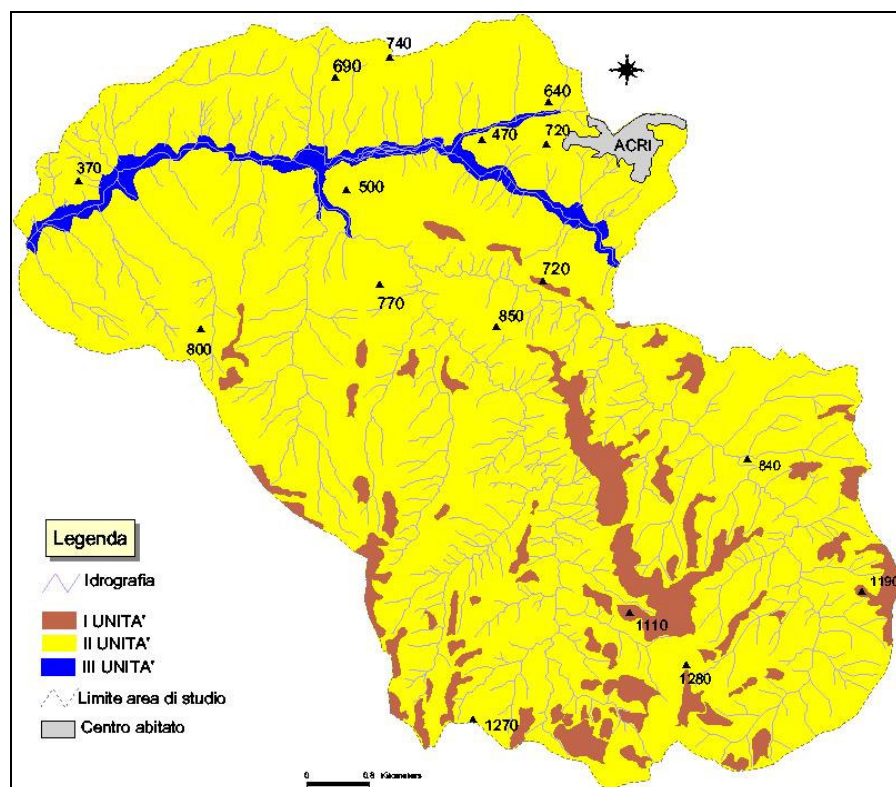 740
690
640
470
720
ACRI
370
500
720
770
850
800
840
Legenda
Idrografia
1190
I UNITA'
1110
II UNITA'
III UNITA'
1280
Limite area di studio
Centro abitato
1270
0 0.8 Kilometers